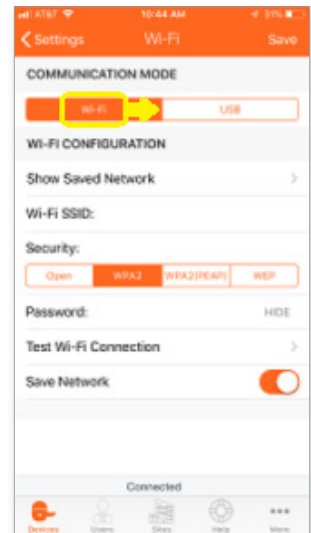 AT&T 10:44 AM 31%
Settings Wi-Fi Save
COMMUNICATION MODE
Wi-Fi USB
WI-FI CONFIGURATION
Show Saved Network
Wi-Fi SSID:
Security:
Open WPA2 WPA2(PEAP) WEP
Password: HIDE
Test Wi-Fi Connection
Save Network
Connected
Devices Users Sites Help More